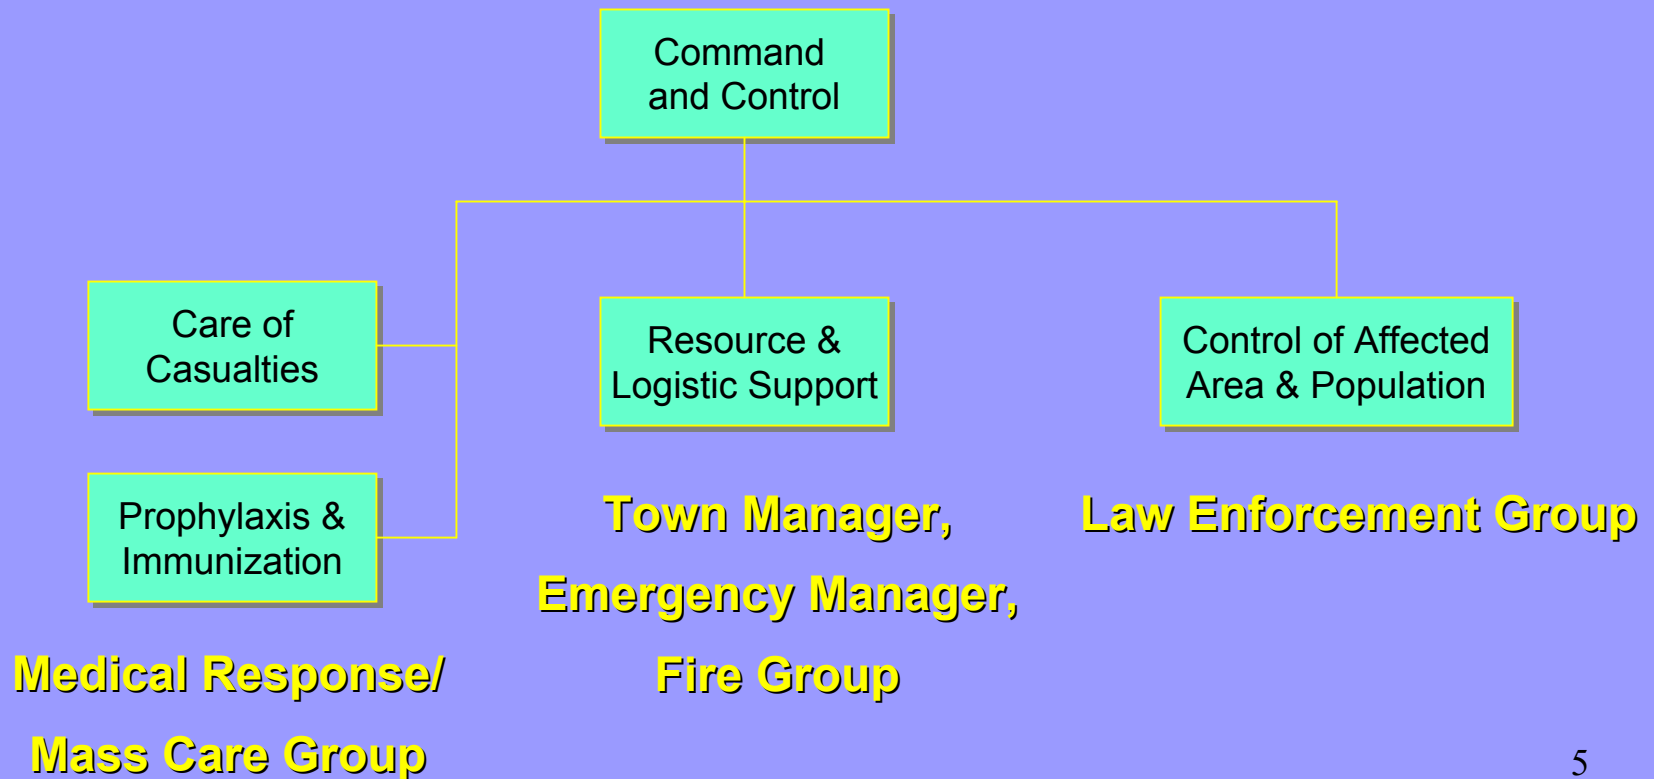 Command
and Control
Care of
Casualties
Prophylaxis &
Immunization
Medical Response/
Mass Care Group
Resource &
Logistic Support
Town Manager,
Emergency Manager,
Fire Group
Control of Affected
Area & Population
Law Enforcement Group
5